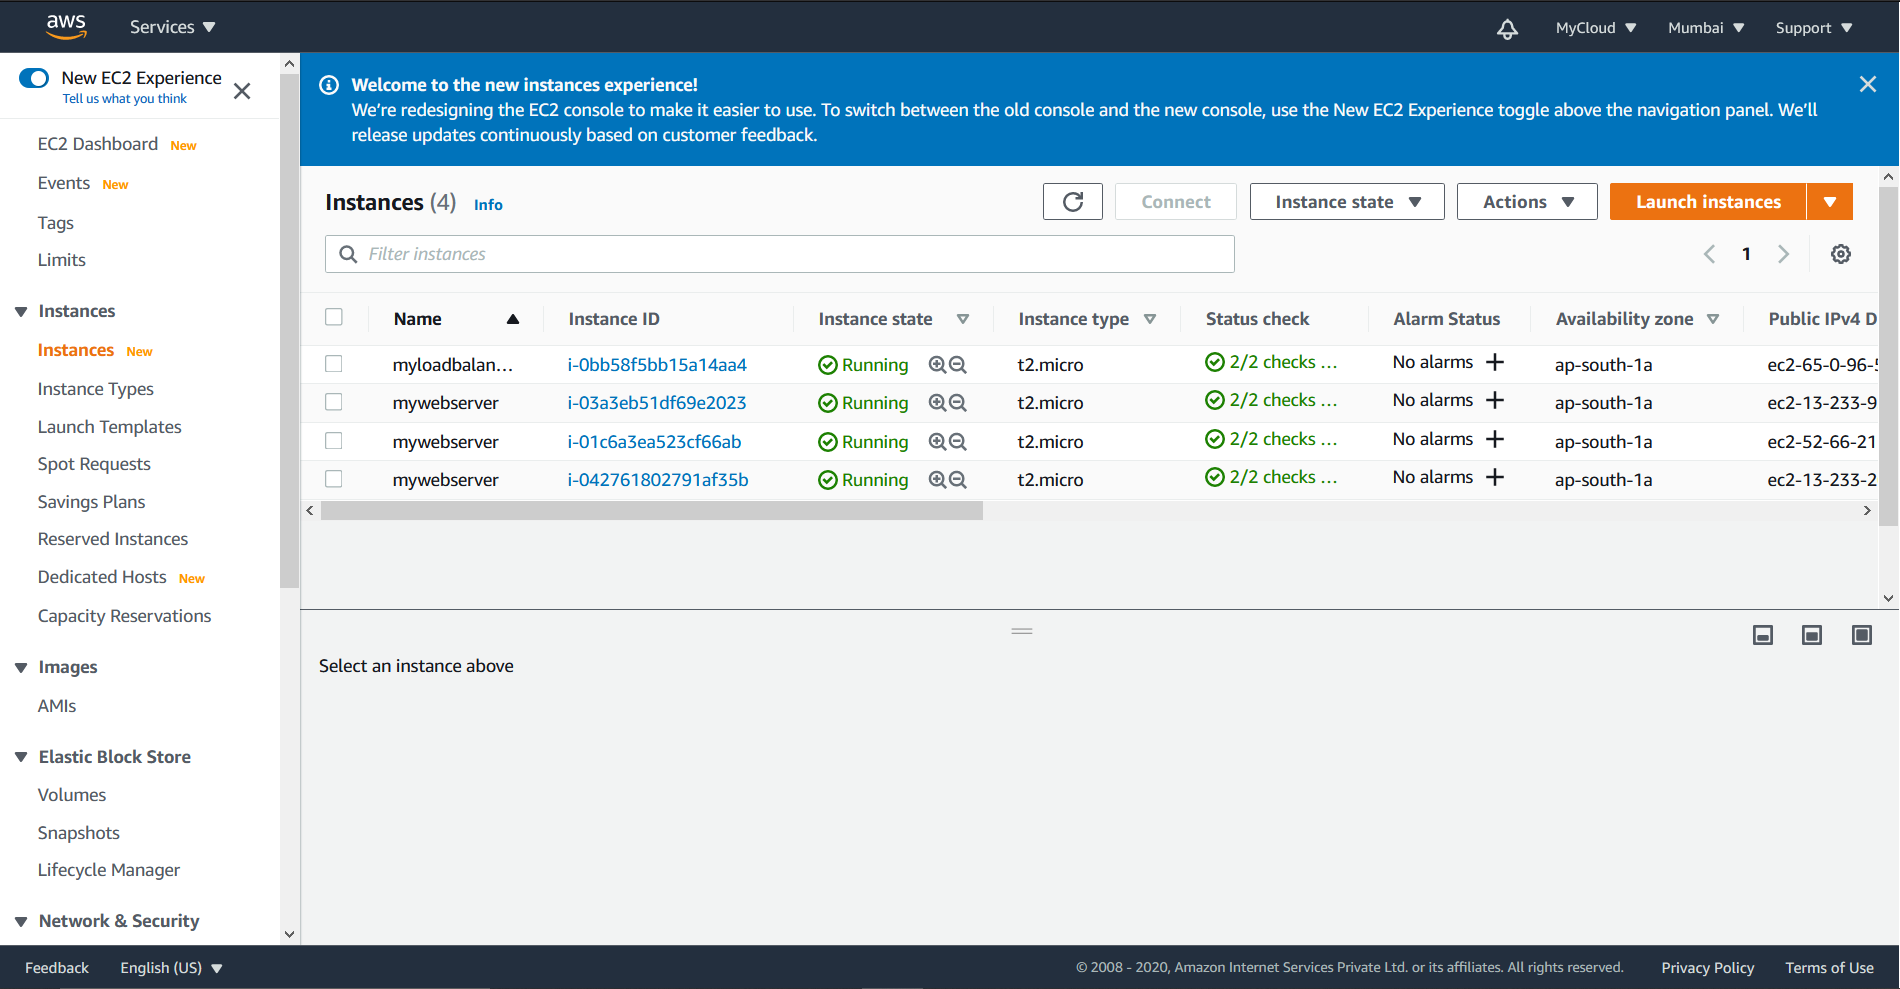 aws Services MyCloud Mumbai Support
New EC2 Experience
Tell us what you think
EC2 Dashboard New
Events New
Tags
Limits
Instances
Instances New
Instance Types
Launch Templates
Spot Requests
Savings Plans
Reserved Instances
Dedicated Hosts New
Capacity Reservations
Images
AMIs
Elastic Block Store
Volumes
Snapshots
Lifecycle Manager
Network & Security
Welcome to the new instances experience!
We're redesigning the EC2 console to make it easier to use. To switch between the old console and the new console, use the New EC2 Experience toggle above the navigation panel. We'll
release updates continuously based on customer feedback.
Instances (4) Info Connect Instance state Actions Launch instances
Filter instances 1
Name Instance ID Instance state Instance type Status check Alarm Status Availability zone Public IPv4 D
myloadbalan... i-0bb58f5bb15a14aa4 Running t2.micro 2/2 checks ... No alarms ap-south-1a ec2-65-0-96-5
mywebserver i-03a3eb51df69e2023 Running t2.micro 2/2 checks ... No alarms ap-south-1a ec2-13-233-9
mywebserver i-01c6a3ea523cf66ab Running t2.micro 2/2 checks ... No alarms ap-south-1a ec2-52-66-21
mywebserver i-042761802791af35b Running t2.micro 2/2 checks ... No alarms ap-south-1a ec2-13-233-2
Select an instance above
Feedback English (US) © 2008 - 2020, Amazon Internet Services Private Ltd. or its affiliates. All rights reserved. Privacy Policy Terms of Use